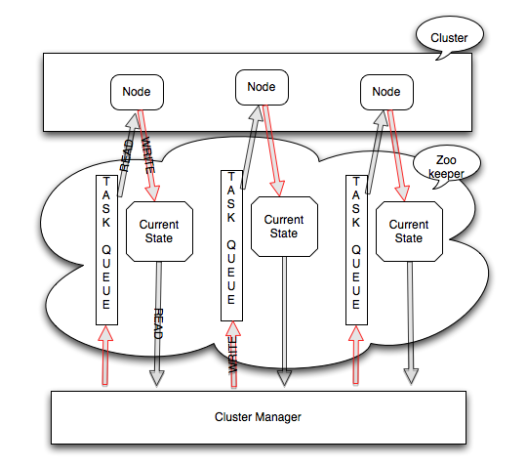 Cluster
Node
Node
Node
READ
WRITE
Zoo
keeper
TASK QUEUE
Current
State
TASK QUEUE
Current
State
TASK QUEUE
Current
State
READ
WRITE
Cluster Manager